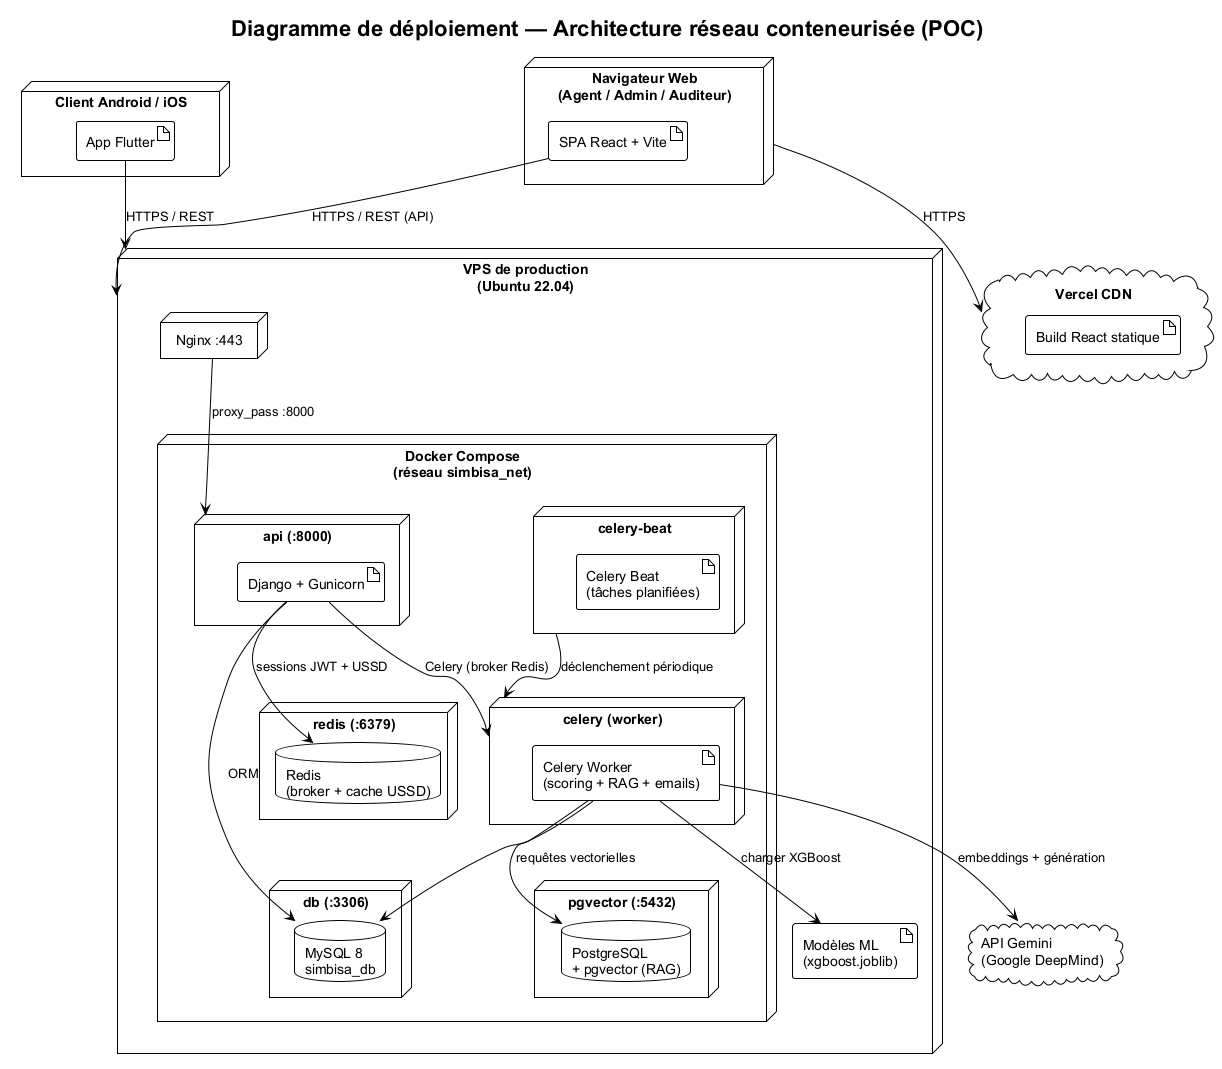 Diagramme de déploiement — Architecture réseau conteneurisée (POC)
Client Android / iOS
App Flutter
Navigateur Web
(Agent / Admin / Auditeur)
SPA React + Vite
HTTPS / REST
HTTPS / REST (API)
HTTPS
VPS de production
(Ubuntu 22.04)
Vercel CDN
Build React statique
Nginx :443
proxy_pass :8000
Docker Compose
(réseau simbisa_net)
api (:8000)
Django + Gunicorn
celery-beat
Celery Beat
(tâches planifiées)
sessions JWT + USSD
Celery (broker Redis)
déclenchement périodique
redis (:6379)
Redis
(broker + cache USSD)
ORM
celery (worker)
Celery Worker
(scoring + RAG + emails)
requêtes vectorielles
charger XGBoost
embeddings + génération
db (:3306)
MySQL 8
simbisa_db
pgvector (:5432)
PostgreSQL
+ pgvector (RAG)
Modèles ML
(xgboost.joblib)
API Gemini
(Google DeepMind)